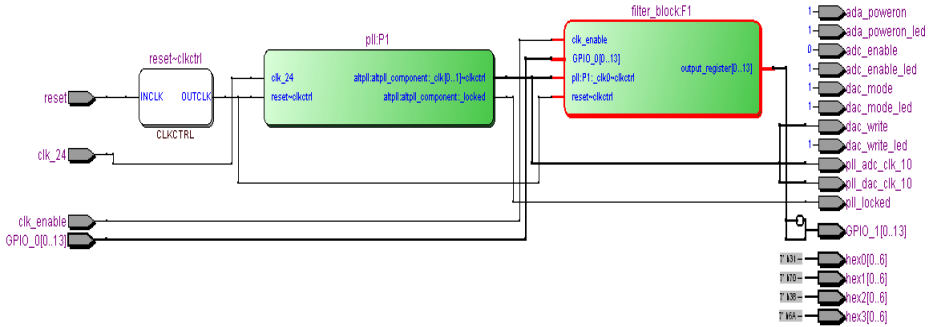 filter_block:F1
pll:P1
reset~clkctrl
clk_enable
GPIO_0[0..13]
pll:P1:_clk0~clkctrl
reset~clkctrl
output_register[0..13]
clk_24
reset~clkctrl
altpll:altpll_component:_clk[0..1]~clkctrl
altpll:altpll_component:_locked
INCLK
OUTCLK
CLKCTRL
reset
clk_24
clk_enable
GPIO_0[0..13]
1 ada_poweron
1 ada_poweron_led
0 adc_enable
1 adc_enable_led
1 dac_mode
1 dac_mode_led
dac_write
1 dac_write_led
pll_adc_clk_10
pll_dac_clk_10
pll_locked
GPIO_1[0..13]
hex0[0..6]
hex1[0..6]
hex2[0..6]
hex3[0..6]